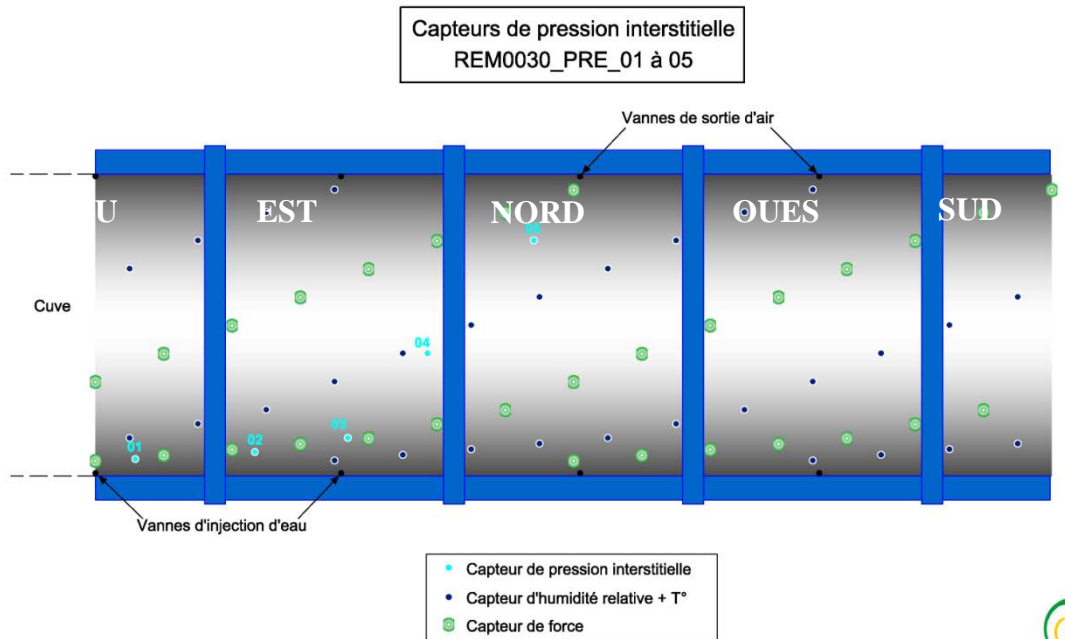 Capteurs de pression interstitielle
REM0030_PRE_01 à 05
Vannes de sortie d'air
U
EST
NORD
OUES
SUD
05
Cuve
04
03
02
01
Vannes d'injection d'eau
Capteur de pression interstitielle
Capteur d'humidité relative + T°
Capteur de force